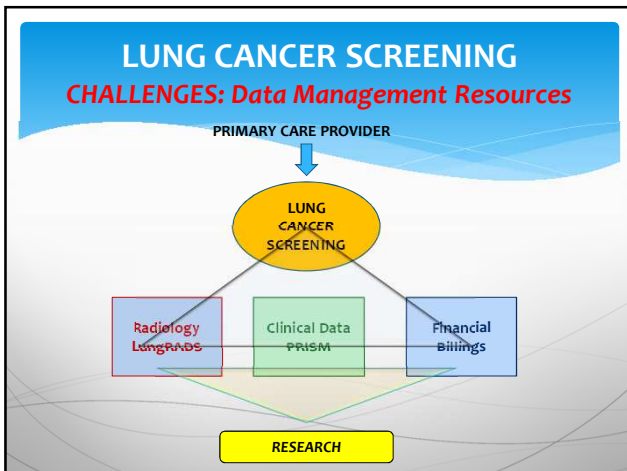 LUNG CANCER SCREENING
CHALLENGES: Data Management Resources
PRIMARY CARE PROVIDER
LUNG
CANCER
SCREENING
Radiology
LungRADS
Clinical Data
PRISM
Financial
Billings
RESEARCH